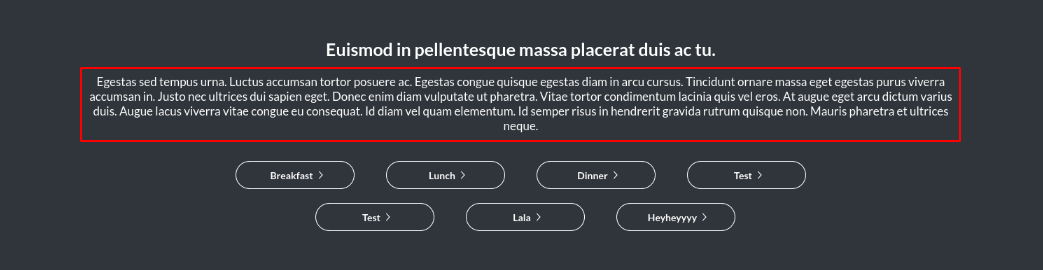 Euismod in pellentesque massa placerat duis ac tu.
Egestas sed tempus urna. Luctus accumsan tortor posuere ac. Egestas congue quisque egestas diam in arcu cursus. Tincidunt ornare massa eget egestas purus viverra
accumsan in. Justo nec ultrices dui sapien eget. Donec enim diam vulputate ut pharetra. Vitae tortor condimentum lacinia quis vel eros. At augue eget arcu dictum varius
duis. Augue lacus viverra vitae congue eu consequat. Id diam vel quam elementum. Id semper risus in hendrerit gravida rutrum quisque non. Mauris pharetra et ultrices
neque.
Breakfast > Lunch > Dinner > Test >
Test > Lala > Heyheyyyy >